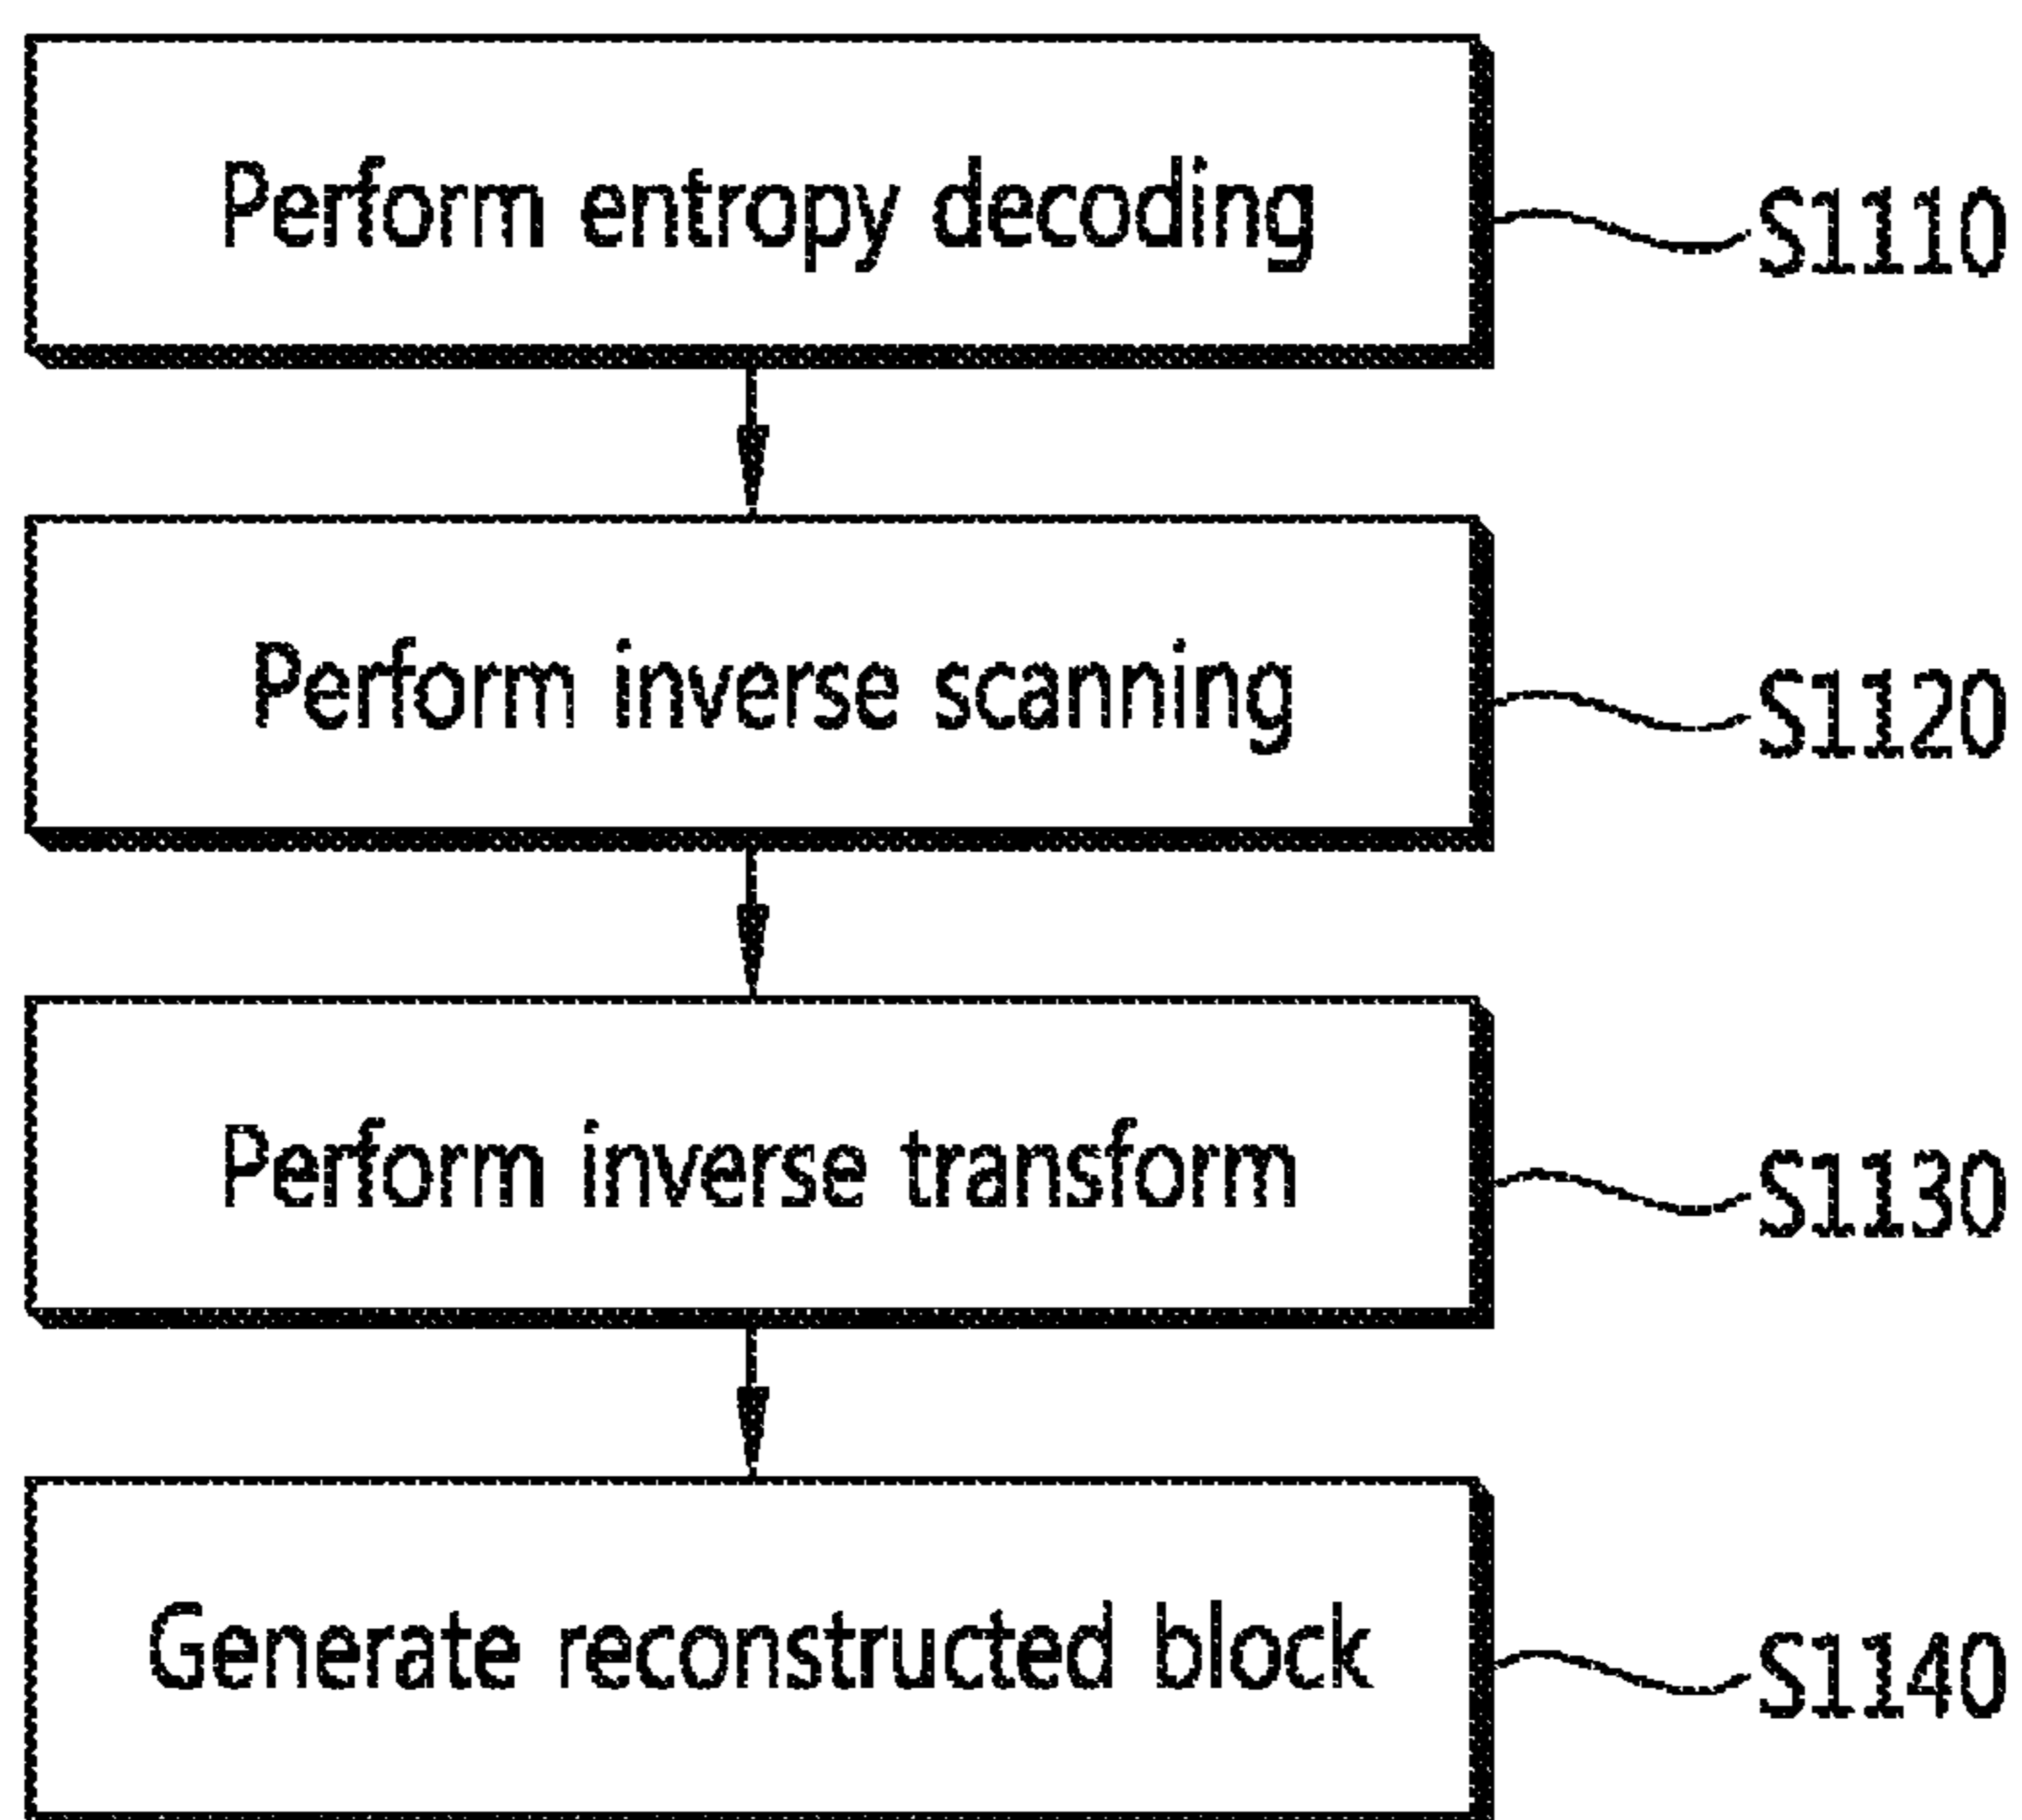 Perform entropy decoding
S1110
Perform inverse scanning
S1120
Perform inverse transform
S1130
Generate reconstructed block
S1140